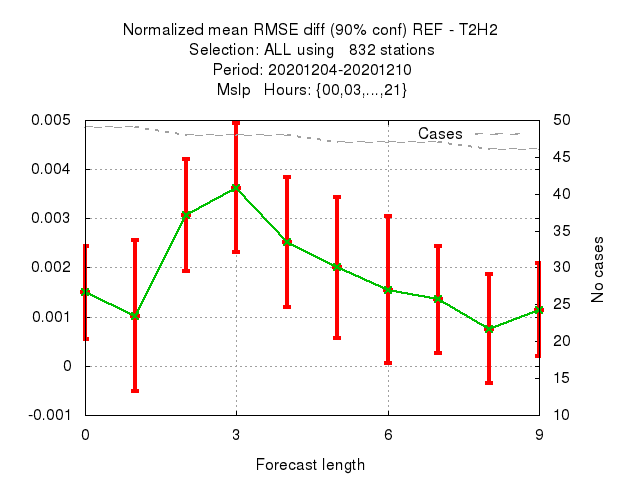 Normalized mean RMSE diff (90% conf) REF - T2H2
Selection: ALL using   832 stations
Period: 20201204-20201210
Mslp   Hours: {00,03,...,21}
Cases
0.005
0.004
0.003
0.002
0.001
0
-0.001
50
45
40
35
30
25
20
15
10
No cases
0 3 6 9
Forecast length